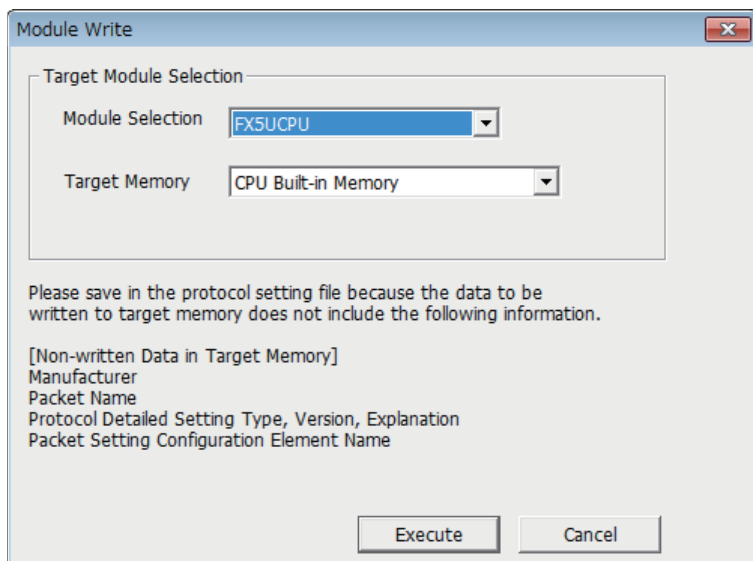 Module Write
Target Module Selection
Module Selection
FX5UCPU
Target Memory
CPU Built-in Memory
Please save in the protocol setting file because the data to be
written to target memory does not include the following information.
[Non-written Data in Target Memory]
Manufacturer
Packet Name
Protocol Detailed Setting Type, Version, Explanation
Packet Setting Configuration Element Name
Execute
Cancel